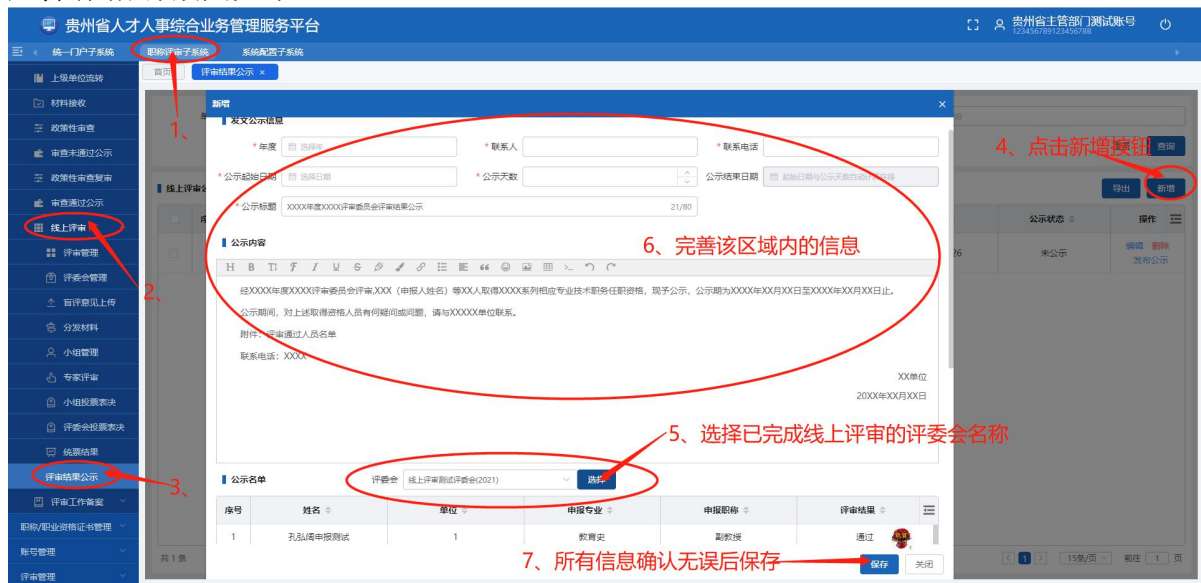 贵州省人才人事综合业务管理服务平台
贵州省主管部门测试账号
123456789123456788
统一门户子系统 职称评审子系统 系统配置子系统
首页 评审结果公示 ×
上级单位流转
材料接收
政策性审查
审查未通过公示
政策性审查复审
审查通过公示
线上评审
评审管理
评委会管理
盲评意见上传
分发材料
小组管理
专家评审
小组投票表决
评委会投票表决
统票结果
评审结果公示
评审工作备案
职称/职业资格证书管理
账号管理
评审管理
1、
2、
3、
4、点击新增按钮
查询
导出 新增
线上评审
公示状态 操作
未公示 编辑 删除
发布公示
26
新增 ×
发文公示信息
* 年度 选择年 * 联系人 * 联系电话
* 公示起始日期 选择日期 * 公示天数 公示结束日期
* 公示标题 XXXX年度XXXX评审委员会评审结果公示 21/80
公示内容
6、完善该区域内的信息
经XXXX年度XXXX评审委员会评审,XXX（申报人姓名）等XX人取得XXXX系列相应专业技术职务任职资格，现予公示，公示期为XXXX年XX月XX日至XXXX年XX月XX日止。
公示期间，对上述取得资格人员有何疑问或问题，请与XXXXX单位联系。
附件：评审通过人员名单
联系电话：XXXX
XX单位
20XX年XX月XX日
5、选择已完成线上评审的评委会名称
公示名单 评委会 线上评审测试评委会(2021) 选择
序号 姓名 单位 申报专业 申报职称 评审结果
1 孔弘阔申报测试 1 教育史 副教授 通过
7、所有信息确认无误后保存
保存 关闭
共 1 条
1 15条/页 前往 1 页